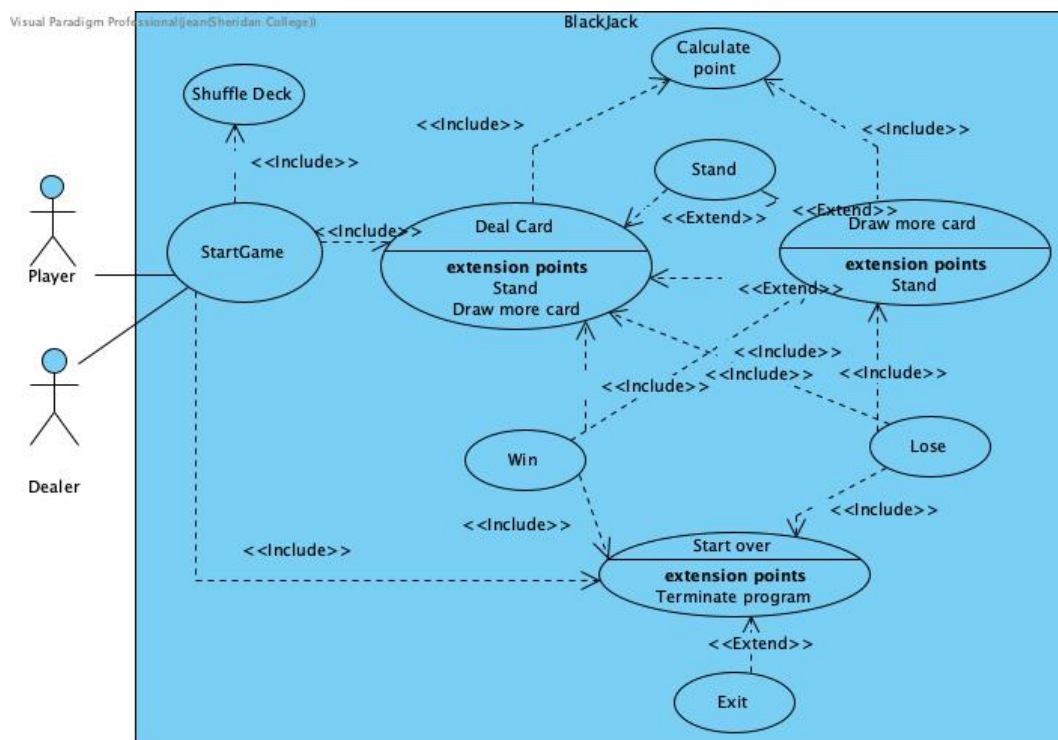 Visual Paradigm Professional(jean(Sheridan College))
BlackJack
Calculate
point
Shuffle Deck
<<Include>>
<<Include>>
<<Include>>
Stand
<<Extend>>
<<Extend>>
Player
StartGame
<<Include>>
Deal Card
extension points
Stand
Draw more card
Draw more card
extension points
Stand
<<Extend>>
Dealer
<<Include>>
<<Include>>
<<Include>>
<<Include>>
Win
Lose
<<Include>>
<<Include>>
<<Include>>
Start over
extension points
Terminate program
<<Extend>>
Exit